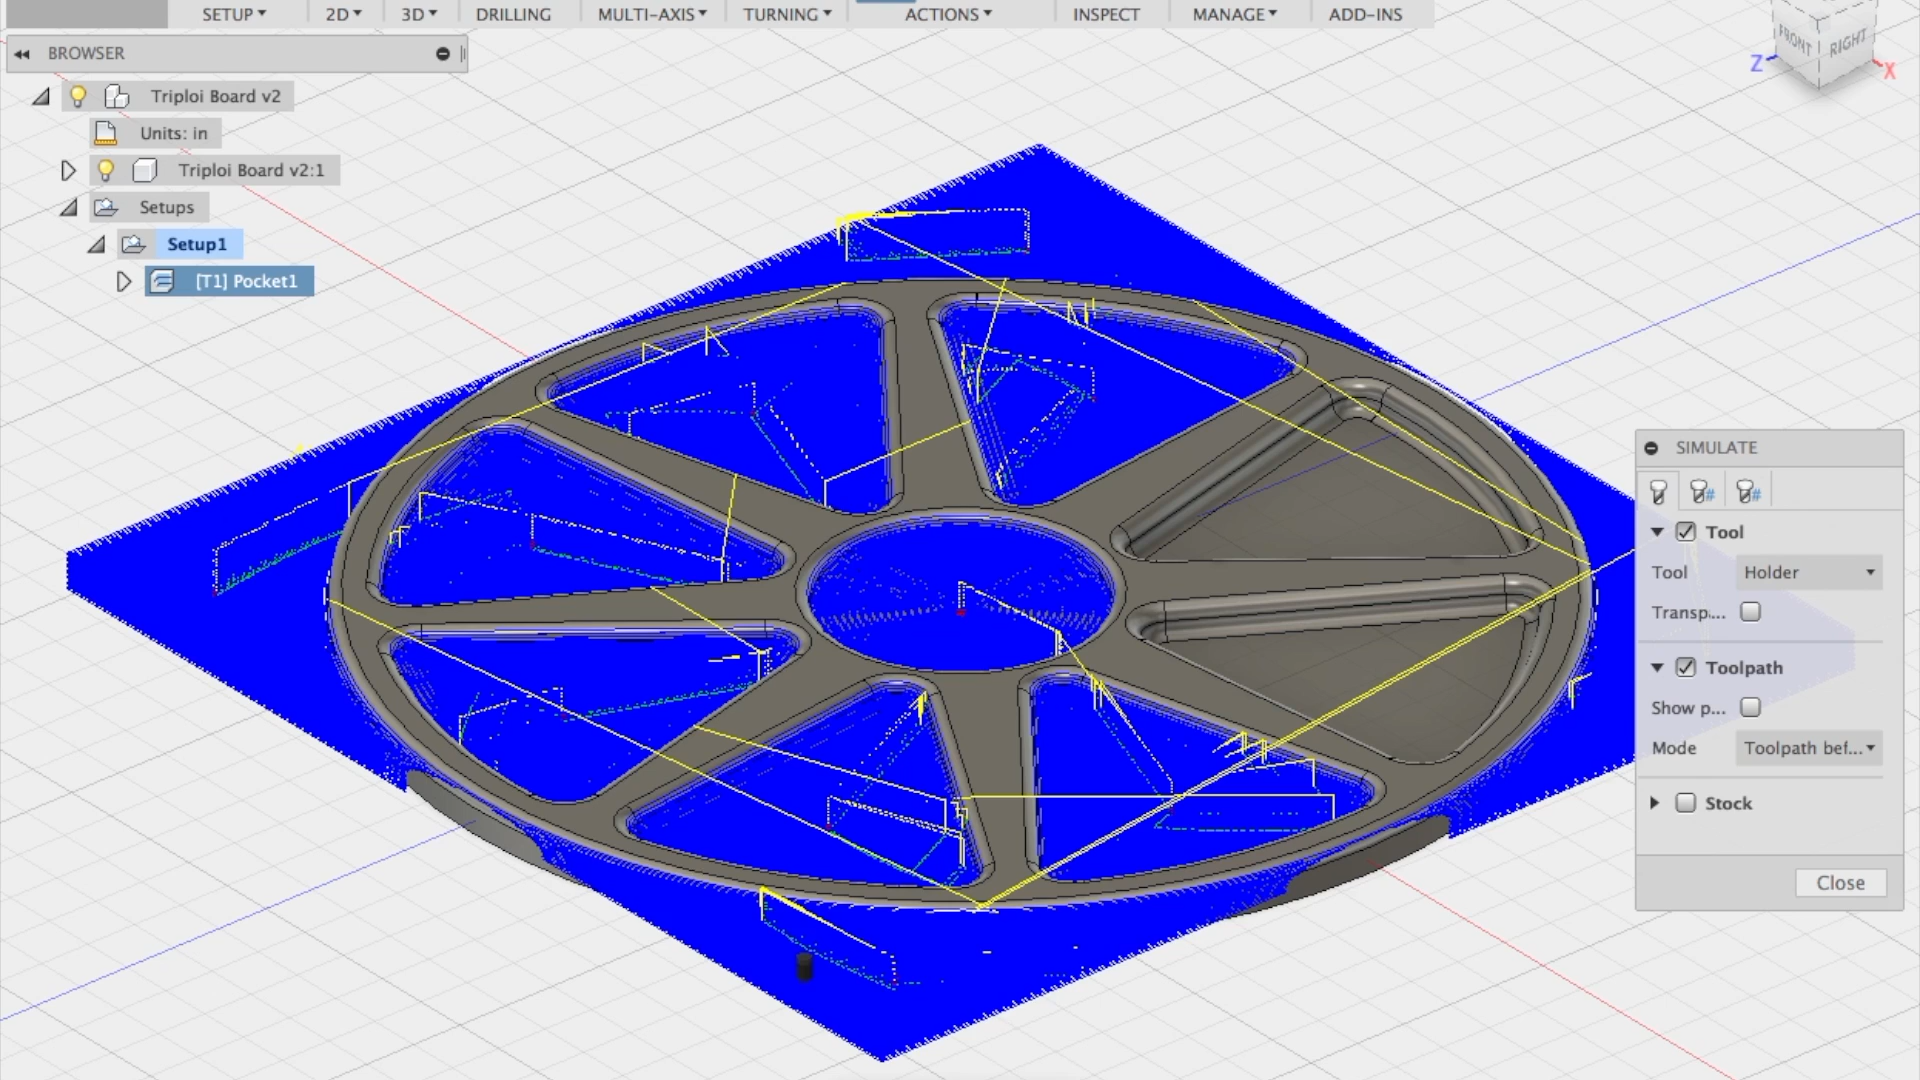 SETUP 2D 3D DRILLING MULTI-AXIS TURNING ACTIONS INSPECT MANAGE ADD-INS
BROWSER
Triploi Board v2
Units: in
Triploi Board v2:1
Setups
Setup1
[T1] Pocket1
FRONT RIGHT
Z X
SIMULATE
# #
Tool
Tool Holder
Transp...
Toolpath
Show p...
Mode Toolpath bef...
Stock
Close